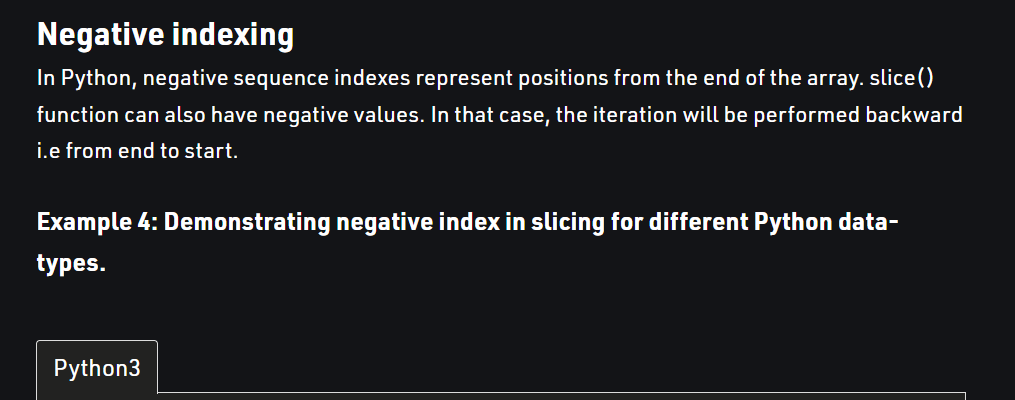 Negative indexing
In Python, negative sequence indexes represent positions from the end of the array. slice()
function can also have negative values. In that case, the iteration will be performed backward
i.e from end to start.
Example 4: Demonstrating negative index in slicing for different Python data-
types.
Python3